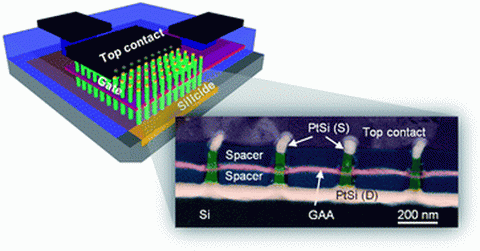 Top contact
Gate
Silicide
PtSi (S)
Top contact
Spacer
Spacer
PtSi (D)
Si
GAA
200 nm